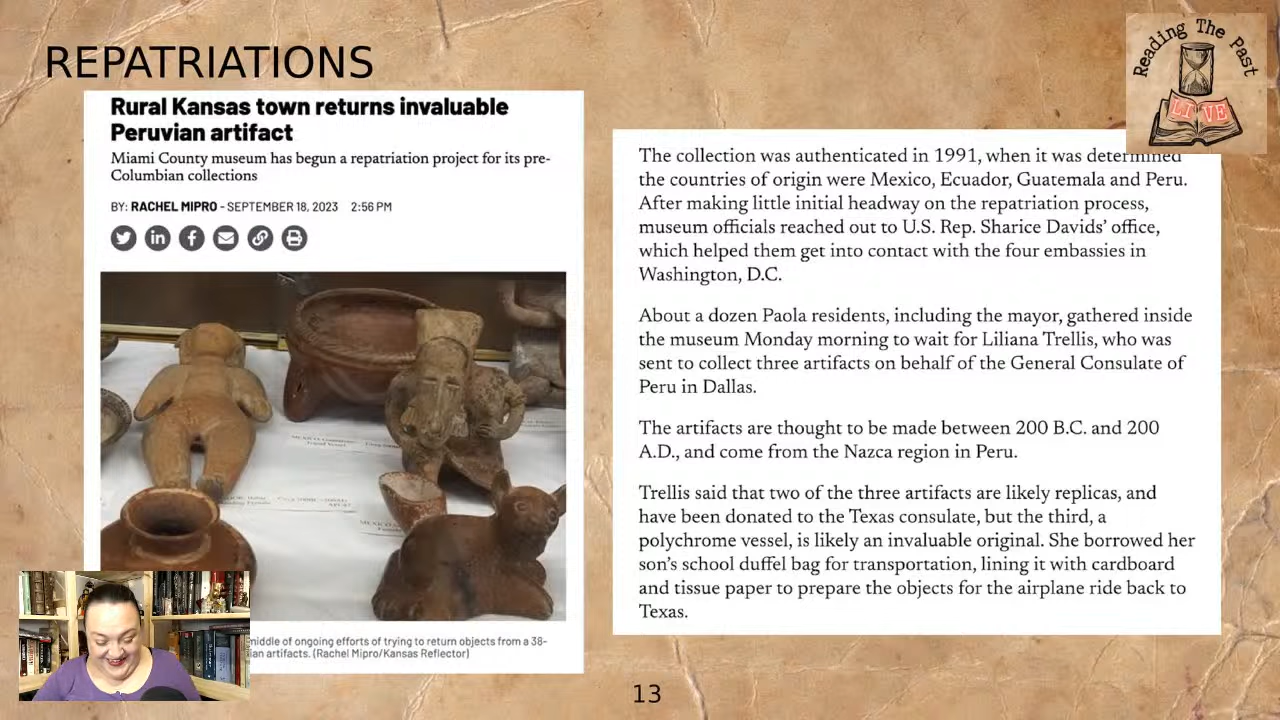 REPATRIATIONS
Reading The Past
LIVE
Rural Kansas town returns invaluable
Peruvian artifact
Miami County museum has begun a repatriation project for its pre-
Columbian collections
BY: RACHEL MIPRO - SEPTEMBER 18, 2023 2:56 PM
middle of ongoing efforts of trying to return objects from a 38-
ian artifacts. (Rachel Mipro/Kansas Reflector)
The collection was authenticated in 1991, when it was determined
the countries of origin were Mexico, Ecuador, Guatemala and Peru.
After making little initial headway on the repatriation process,
museum officials reached out to U.S. Rep. Sharice Davids’ office,
which helped them get into contact with the four embassies in
Washington, D.C.
About a dozen Paola residents, including the mayor, gathered inside
the museum Monday morning to wait for Liliana Trellis, who was
sent to collect three artifacts on behalf of the General Consulate of
Peru in Dallas.
The artifacts are thought to be made between 200 B.C. and 200
A.D., and come from the Nazca region in Peru.
Trellis said that two of the three artifacts are likely replicas, and
have been donated to the Texas consulate, but the third, a
polychrome vessel, is likely an invaluable original. She borrowed her
son’s school duffel bag for transportation, lining it with cardboard
and tissue paper to prepare the objects for the airplane ride back to
Texas.
13